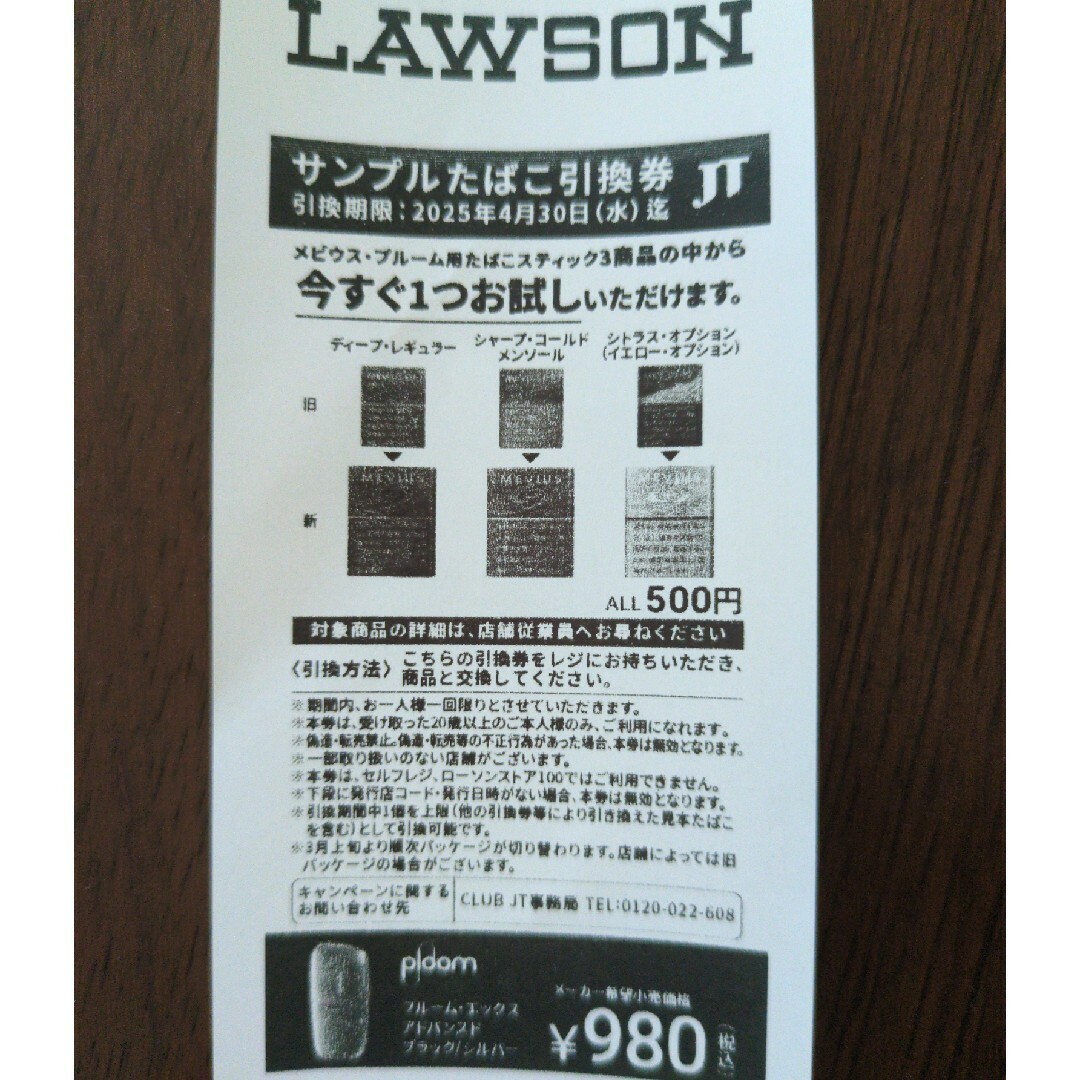 LAWSON
サンプルたばこ引換券 JT
引換期限:2025年4月30日(水)迄
メビウス・プルーム用たばこスティック3商品の中から
今すぐ1つお試しいただけます。
ディープ・レギュラー
シャープ・コールド
メンソール
シトラス・オプション
(イエロー・オプション)
旧
新
MEVIUS
MEVIUS
MEVIUS
ALL 500円
対象商品の詳細は、店舗従業員へお尋ねください
〈引換方法〉
こちらの引換券をレジにお持ちいただき、
商品と交換してください。
※期間内、お一人様一回限りとさせていただきます。
※本券は、受け取った20歳以上のご本人様のみ、ご利用になれます。
※偽造・転売禁止。偽造・転売等の不正行為があった場合、本券は無効となります。
※一部取り扱いのない店舗がございます。
※本券は、セルフレジ、ローソンストア100ではご利用できません。
※下段に発行店コード・発行日時がない場合、本券は無効となります。
※引換期間中1個を上限(他の引換券等により引き換えた見本たばこ
を含む)として引換可能です。
※3月上旬より順次パッケージが切り替わります。店舗によっては旧
パッケージの場合がございます。
キャンペーンに関する
お問い合わせ先
CLUB JT事務局 TEL:0120-022-608
ploom
プルーム・エックス
アドバンスド
ブラック/シルバー
メーカー希望小売価格
¥980(税込)